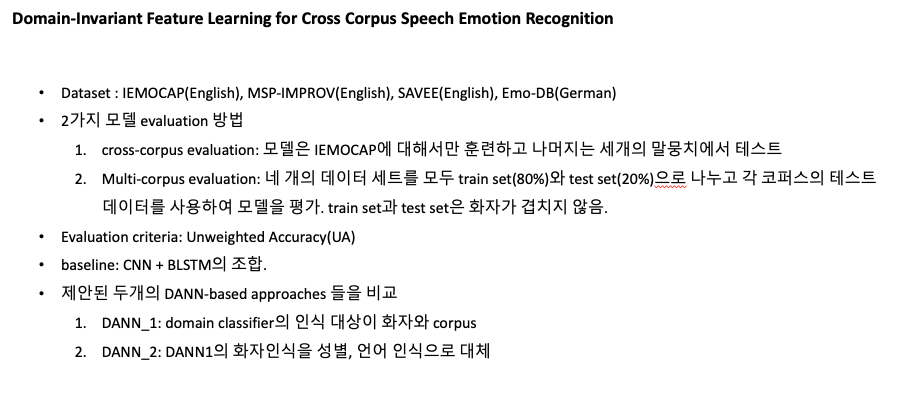 Domain-Invariant Feature Learning for Cross Corpus Speech Emotion Recognition
• Dataset : IEMOCAP(English), MSP-IMPROV(English), SAVEE(English), Emo-DB(German)
• 2가지 모델 evaluation 방법
1. cross-corpus evaluation: 모델은 IEMOCAP에 대해서만 훈련하고 나머지는 세개의 말뭉치에서 테스트
2. Multi-corpus evaluation: 네 개의 데이터 세트를 모두 train set(80%)와 test set(20%)으로 나누고 각 코퍼스의 테스트
데이터를 사용하여 모델을 평가. train set과 test set은 화자가 겹치지 않음.
• Evaluation criteria: Unweighted Accuracy(UA)
• baseline: CNN + BLSTM의 조합.
• 제안된 두개의 DANN-based approaches 들을 비교
1. DANN_1: domain classifier의 인식 대상이 화자와 corpus
2. DANN_2: DANN1의 화자인식을 성별, 언어 인식으로 대체